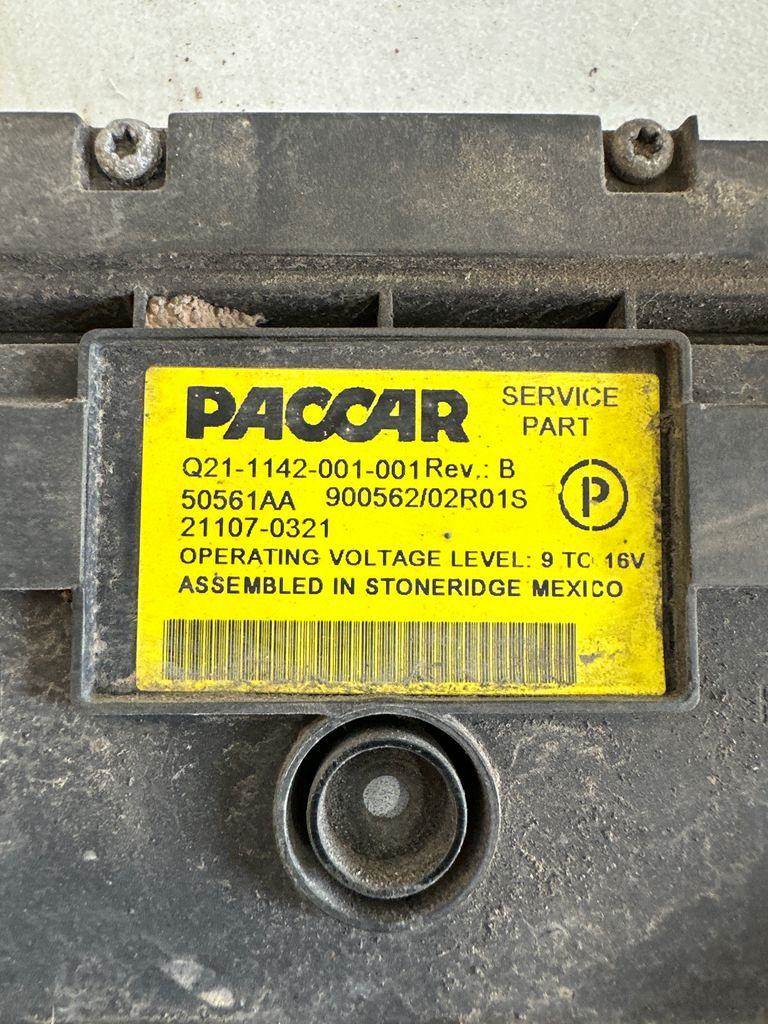 PACCAR SERVICE PART
Q21-1142-001-001 Rev.: B
50561AA 900562/02R01S
P
21107-0321
OPERATING VOLTAGE LEVEL: 9 TO 16V
ASSEMBLED IN STONERIDGE MEXICO